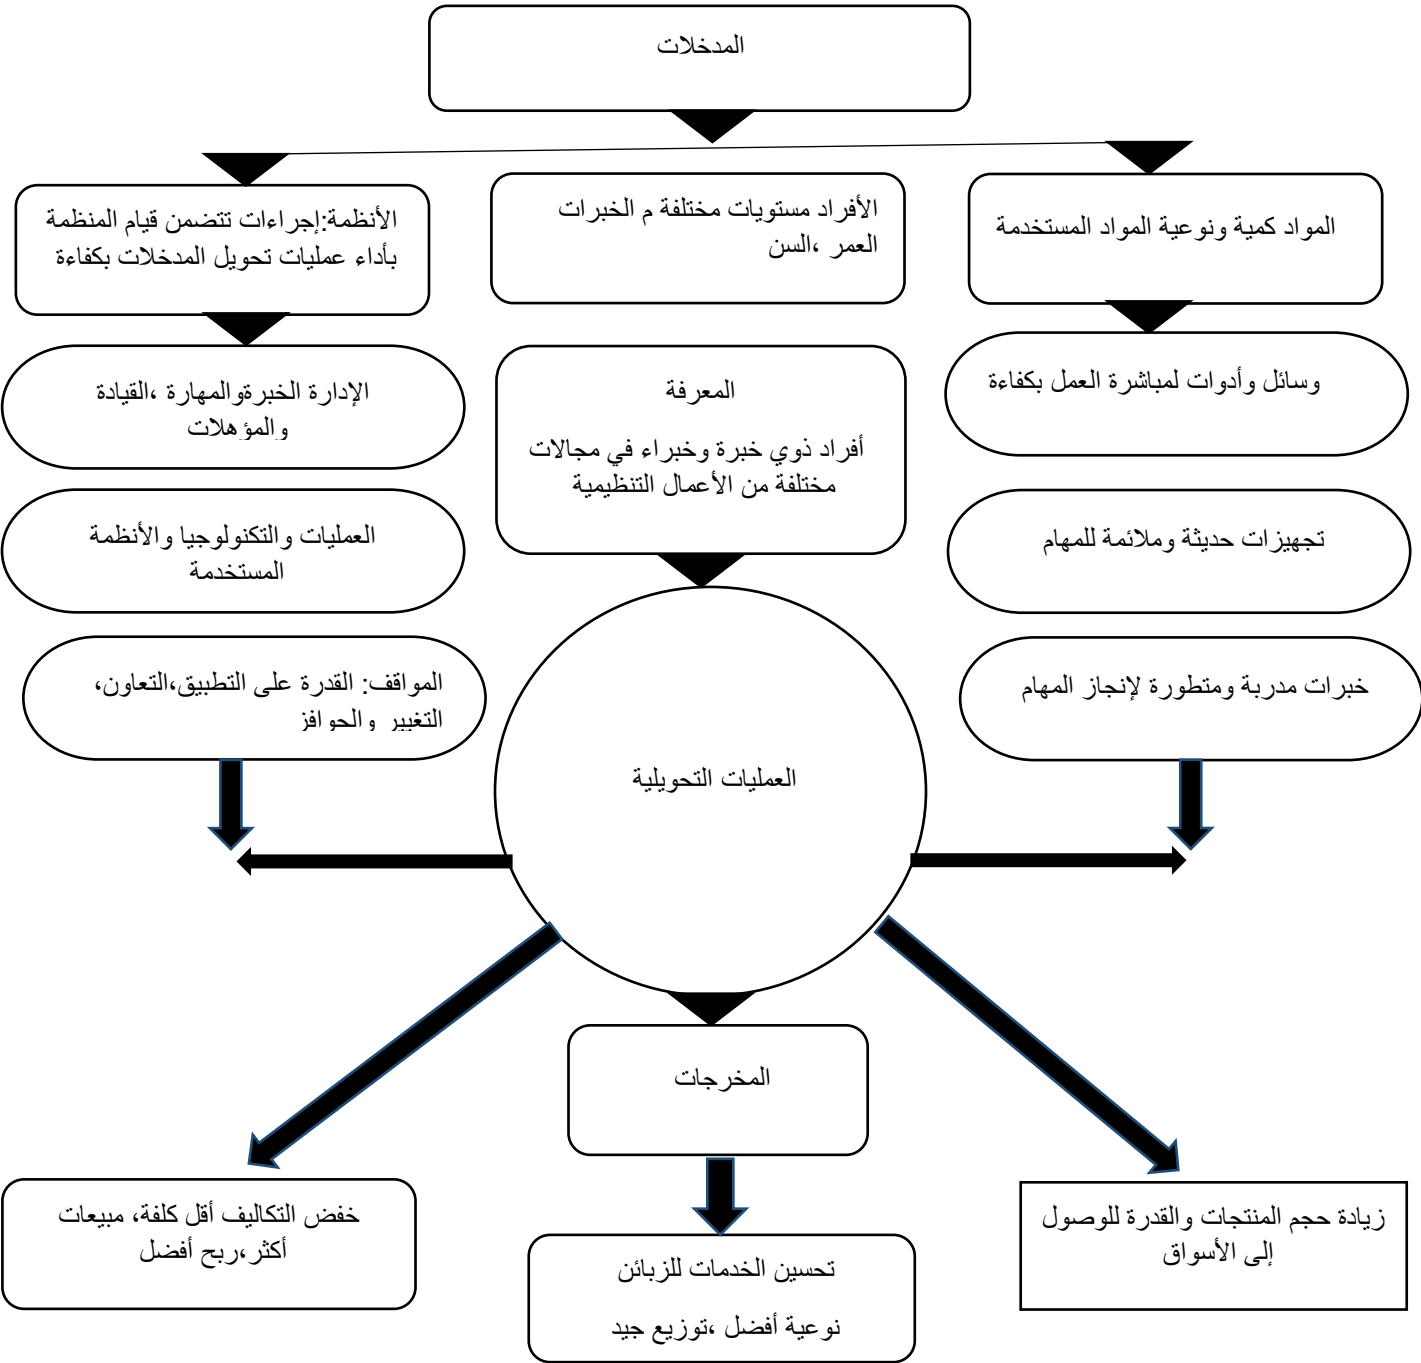 المدخلات
المواد كمية ونوعية المواد المستخدمة
الأفراد مستويات مختلفة م الخبرات
العمر ،السن
الأنظمة:إجراءات تتضمن قيام المنظمة
بأداء عمليات تحويل المدخلات بكفاءة
وسائل وأدوات لمباشرة العمل بكفاءة
المعرفة
أفراد ذوي خبرة وخبراء في مجالات
مختلفة من الأعمال التنظيمية
الإدارة الخبرةوالمهارة ،القيادة
والمؤهلات
تجهيزات حديثة وملائمة للمهام
العمليات والتكنولوجيا والأنظمة
المستخدمة
خبرات مدربة ومتطورة لإنجاز المهام
المواقف: القدرة على التطبيق،التعاون،
التغيير والحوافز
العمليات التحويلية
المخرجات
زيادة حجم المنتجات والقدرة للوصول
إلى الأسواق
تحسين الخدمات للزبائن
نوعية أفضل ،توزيع جيد
خفض التكاليف أقل كلفة، مبيعات
أكثر،ربح أفضل